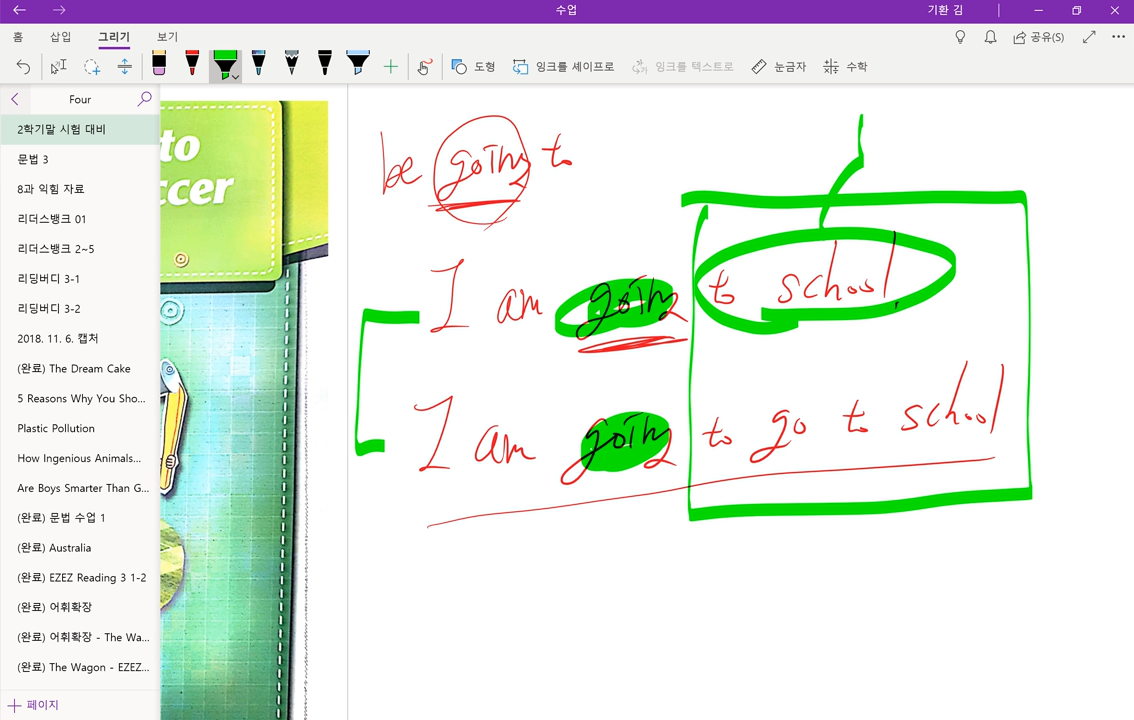 수업
기환 김
홈 삽입 그리기 보기
공유(S)
도형 잉크를 셰이프로 잉크를 텍스트로 눈금자 수학
Four
2학기말 시험 대비
문법 3
8과 익힘 자료
리더스뱅크 01
리더스뱅크 2~5
리딩버디 3-1
리딩버디 3-2
2018. 11. 6. 캡처
(완료) The Dream Cake
5 Reasons Why You Sho...
Plastic Pollution
How Ingenious Animals...
Are Boys Smarter Than G...
(완료) 문법 수업 1
(완료) Australia
(완료) EZEZ Reading 3 1-2
(완료) 어휘확장
(완료) 어휘확장 - The Wa...
(완료) The Wagon - EZEZ...
페이지
to
ccer
be going to
I am going to school
I am going to go to school